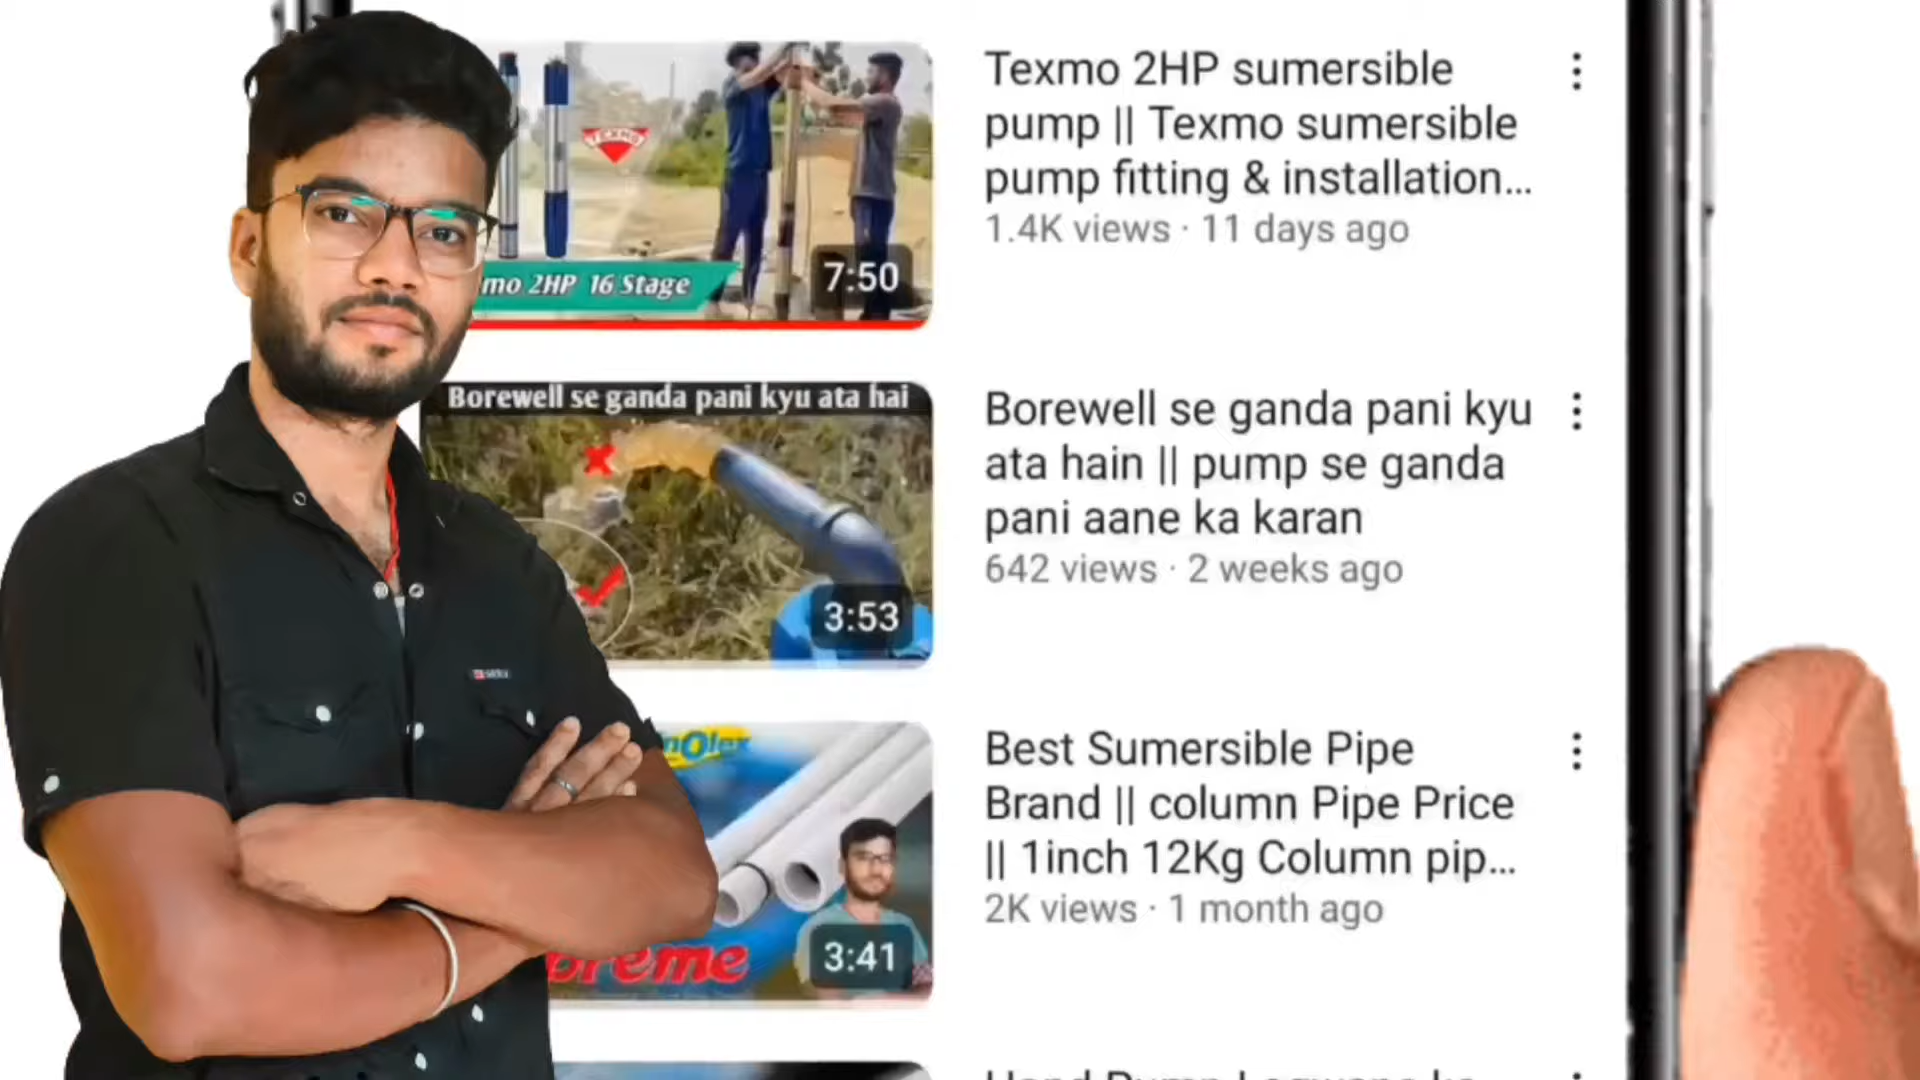 TEXMO
mo 2HP 16 Stage
7:50
Texmo 2HP sumersible
pump || Texmo sumersible
pump fitting & installation...
1.4K views · 11 days ago
Borewell se ganda pani kyu ata hai
3:53
Borewell se ganda pani kyu
ata hain || pump se ganda
pani aane ka karan
642 views · 2 weeks ago
nOlex
preme
3:41
Best Sumersible Pipe
Brand || column Pipe Price
|| 1inch 12Kg Column pip...
2K views · 1 month ago